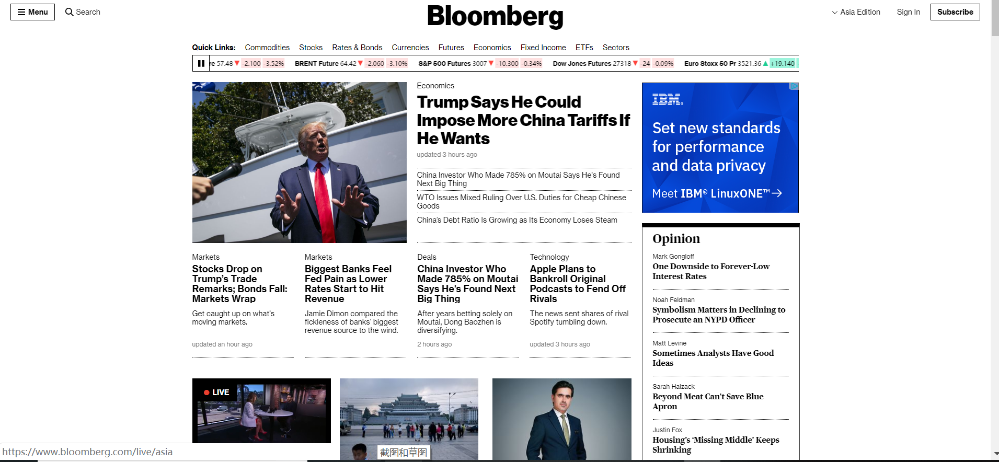 Menu
Search
Bloomberg
Asia Edition
Sign In
Subscribe
Quick Links: Commodities Stocks Rates & Bonds Currencies Futures Economics Fixed Income ETFs Sectors
re 57.48 ▼ -2.100 -3.52% BRENT Future 64.42 ▼ -2.060 -3.10% S&P 500 Futures 3007 ▼ -10.300 -0.34% Dow Jones Futures 27318 ▼ -24 -0.09% Euro Stoxx 50 Pr 3521.36 ▲ +19.140
Economics
Trump Says He Could
Impose More China Tariffs If
He Wants
updated 3 hours ago
China Investor Who Made 785% on Moutai Says He's Found
Next Big Thing
WTO Issues Mixed Ruling Over U.S. Duties for Cheap Chinese
Goods
China's Debt Ratio Is Growing as Its Economy Loses Steam
IBM®
Set new standards
for performance
and data privacy
Meet IBM® LinuxONE™→
Markets
Stocks Drop on
Trump's Trade
Remarks; Bonds Fall:
Markets Wrap
Get caught up on what's
moving markets.
updated an hour ago
Markets
Biggest Banks Feel
Fed Pain as Lower
Rates Start to Hit
Revenue
Jamie Dimon compared the
fickleness of banks' biggest
revenue source to the wind.
Deals
China Investor Who
Made 785% on Moutai
Says He's Found Next
Big Thing
After years betting solely on
Moutai, Dong Baozhen is
diversifying.
2 hours ago
Technology
Apple Plans to
Bankroll Original
Podcasts to Fend Off
Rivals
The news sent shares of rival
Spotify tumbling down.
updated 3 hours ago
Opinion
Mark Gongloff
One Downside to Forever-Low
Interest Rates
Noah Feldman
Symbolism Matters in Declining to
Prosecute an NYPD Officer
Matt Levine
Sometimes Analysts Have Good
Ideas
Sarah Halzack
Beyond Meat Can't Save Blue
Apron
Justin Fox
Housing's 'Missing Middle' Keeps
Shrinking
LIVE
https://www.bloomberg.com/live/asia
截图和草图